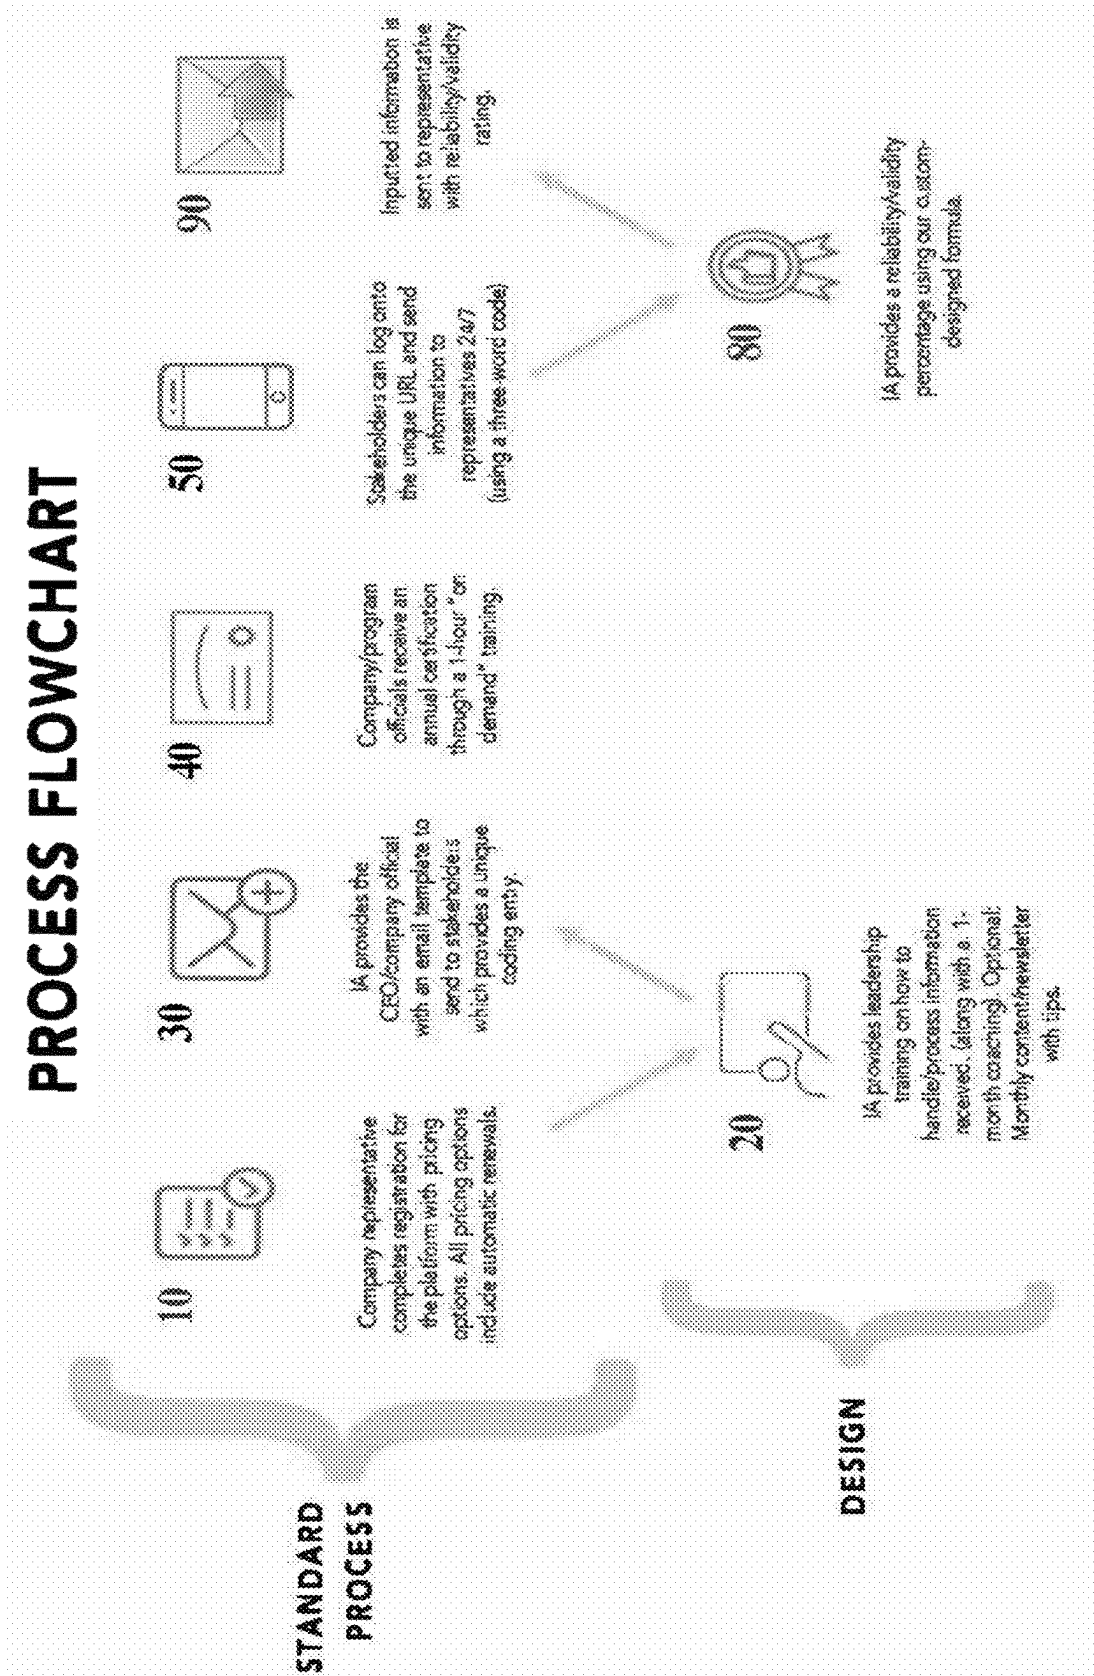 PROCESS FLOWCHART
STANDARD
PROCESS
10
Company representative
completes registration for
the platform with pricing
options. All pricing options
include automatic renewals.
30
IA provides the
CEO/company official
with an email template to
send to stakeholders
which provides a unique
coding entry.
40
Company/program
officials receive an
annual certification
through a 1-hour "on
demand" training.
50
Stakeholders can log onto
the unique URL and send
information to
representatives 24/7
(using a three-word code)
90
Inputted information is
sent to representative
with reliability/validity
rating.
DESIGN
20
IA provides leadership
training on how to
handle/process information
received. (along with a 1-
month coaching). Optional:
Monthly content/newsletter
with tips.
80
IA provides a reliability/validity
percentage using our custom-
designed formula.